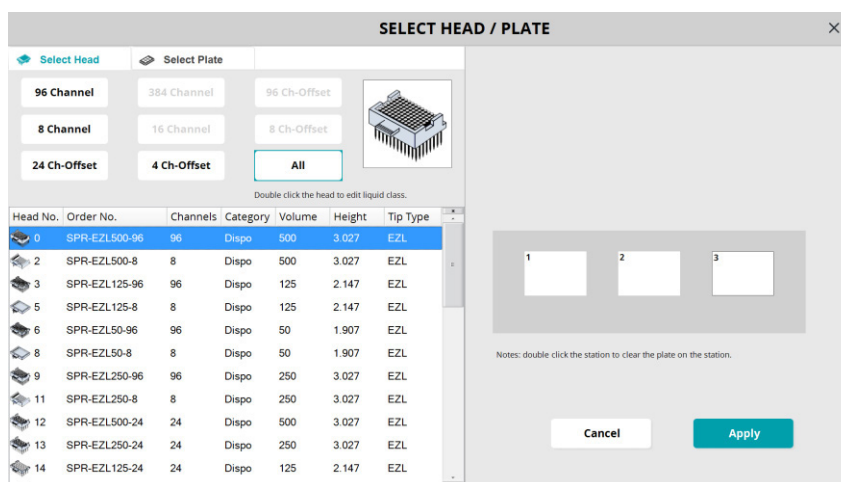 SELECT HEAD / PLATE
Select Head
Select Plate
96 Channel
384 Channel
96 Ch-Offset
8 Channel
16 Channel
8 Ch-Offset
24 Ch-Offset
4 Ch-Offset
All
Double click the head to edit liquid class.
Head No. Order No. Channels Category Volume Height Tip Type
0 SPR-EZL500-96 96 Dispo 500 3.027 EZL
2 SPR-EZL500-8 8 Dispo 500 3.027 EZL
3 SPR-EZL125-96 96 Dispo 125 2.147 EZL
5 SPR-EZL125-8 8 Dispo 125 2.147 EZL
6 SPR-EZL50-96 96 Dispo 50 1.907 EZL
8 SPR-EZL50-8 8 Dispo 50 1.907 EZL
9 SPR-EZL250-96 96 Dispo 250 3.027 EZL
11 SPR-EZL250-8 8 Dispo 250 3.027 EZL
12 SPR-EZL500-24 24 Dispo 500 3.027 EZL
13 SPR-EZL250-24 24 Dispo 250 3.027 EZL
14 SPR-EZL125-24 24 Dispo 125 2.147 EZL
1
2
3
Notes: double click the station to clear the plate on the station.
Cancel
Apply